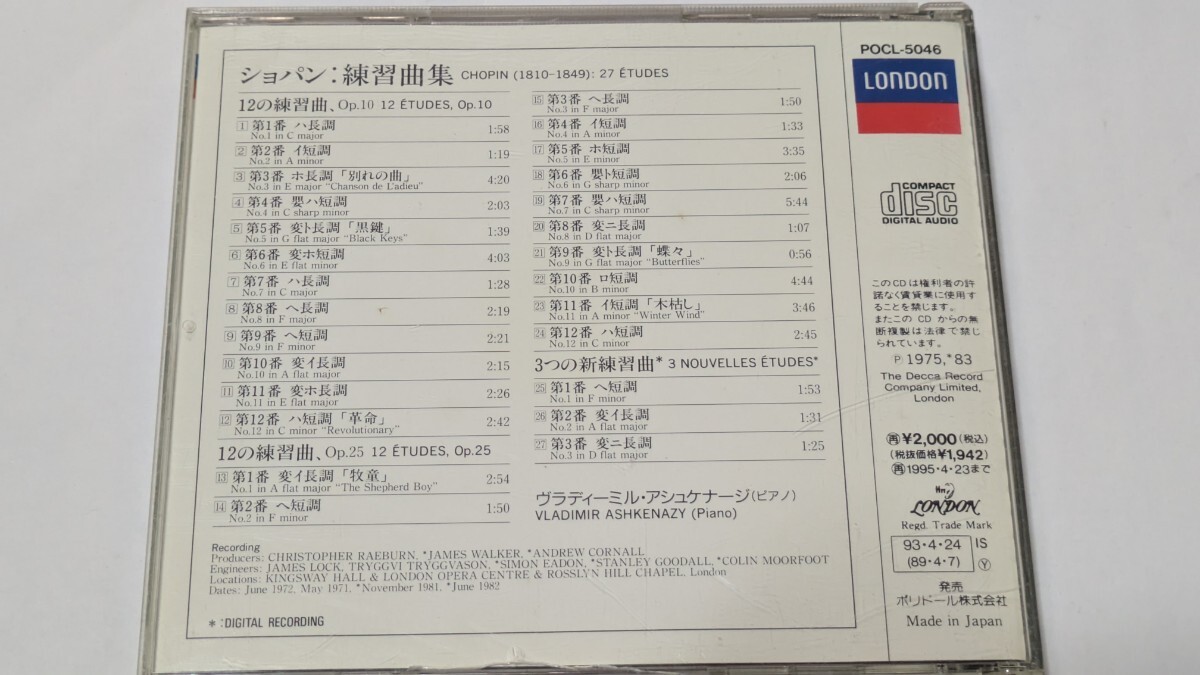 ショパン：練習曲集 CHOPIN (1810-1849): 27 ÉTUDES
12の練習曲、Op.10 12 ÉTUDES, Op.10
1 第1番 ハ長調 1:58
No.1 in C major
2 第2番 イ短調 1:19
No.2 in A minor
3 第3番 ホ長調「別れの曲」 4:20
No.3 in E major “Chanson de L'adieu”
4 第4番 嬰ハ短調 2:03
No.4 in C sharp minor
5 第5番 変ト長調「黒鍵」 1:39
No.5 in G flat major “Black Keys”
6 第6番 変ホ短調 4:03
No.6 in E flat minor
7 第7番 ハ長調 1:28
No.7 in C major
8 第8番 ヘ長調 2:19
No.8 in F major
9 第9番 ヘ短調 2:21
No.9 in F minor
10 第10番 変イ長調 2:15
No.10 in A flat major
11 第11番 変ホ長調 2:26
No.11 in E flat major
12 第12番 ハ短調「革命」 2:42
No.12 in C minor “Revolutionary”
12の練習曲、Op.25 12 ÉTUDES, Op.25
13 第1番 変イ長調「牧童」 2:54
No.1 in A flat major “The Shepherd Boy”
14 第2番 ヘ短調 1:50
No.2 in F minor
15 第3番 ヘ長調 1:50
No.3 in F major
16 第4番 イ短調 1:33
No.4 in A minor
17 第5番 ホ短調 3:35
No.5 in E minor
18 第6番 嬰ト短調 2:06
No.6 in G sharp minor
19 第7番 嬰ハ短調 5:44
No.7 in C sharp minor
20 第8番 変ニ長調 1:07
No.8 in D flat major
21 第9番 変ト長調「蝶々」 0:56
No.9 in G flat major “Butterflies”
22 第10番 ロ短調 4:44
No.10 in B minor
23 第11番 イ短調「木枯し」 3:46
No.11 in A minor “Winter Wind”
24 第12番 ハ短調 2:45
No.12 in C minor
3つの新練習曲* 3 NOUVELLES ÉTUDES*
25 第1番 ヘ短調 1:53
No.1 in F minor
26 第2番 変イ長調 1:31
No.2 in A flat major
27 第3番 変ニ長調 1:25
No.3 in D flat major
ヴラディーミル・アシュケナージ(ピアノ)
VLADIMIR ASHKENAZY (Piano)
Recording
Producers: CHRISTOPHER RAEBURN, *JAMES WALKER, *ANDREW CORNALL
Engineers: JAMES LOCK, TRYGGVI TRYGGVASON, *SIMON EADON, *STANLEY GOODALL, *COLIN MOORFOOT
Locations: KINGSWAY HALL & LONDON OPERA CENTRE & ROSSLYN HILL CHAPEL, London
Dates: June 1972, May 1971, *November 1981, *June 1982
*:DIGITAL RECORDING
POCL-5046
LONDON
COMPACT
disc
DIGITAL AUDIO
このCDは権利者の許
諾なく賃貸業に使用す
ることを禁じます。
またこの CD からの無
断複製は法律で禁じ
られています。
Ⓟ 1975,*83
The Decca Record
Company Limited,
London
再¥2,000(税込)
(税抜価格¥1,942)
再1995・4・23まで
LONDON
Regd. Trade Mark
93・4・24 IS
(89・4・7) Y
発売
ポリドール株式会社
Made in Japan